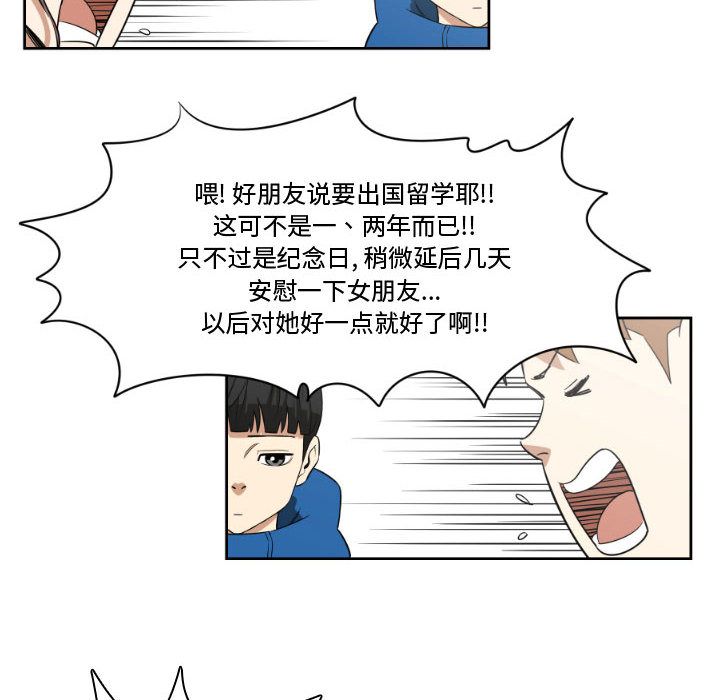 喂! 好朋友说要出国留学耶!!
这可不是一、两年而已!!
只不过是纪念日, 稍微延后几天
安慰一下女朋友...
以后对她好一点就好了啊!!